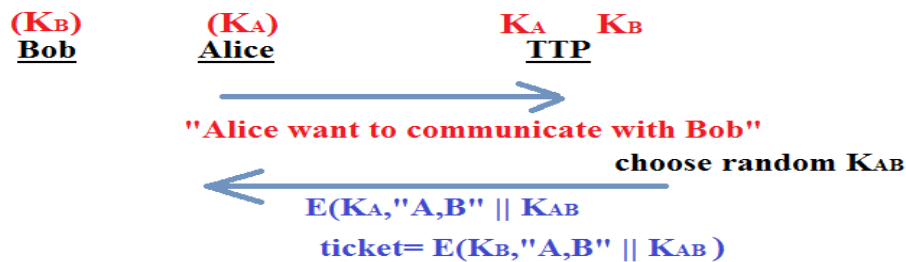 (KB) (KA) KA KB
Bob Alice TTP
"Alice want to communicate with Bob"
choose random KAB
E(KA,"A,B" || KAB
ticket= E(KB,"A,B" || KAB )